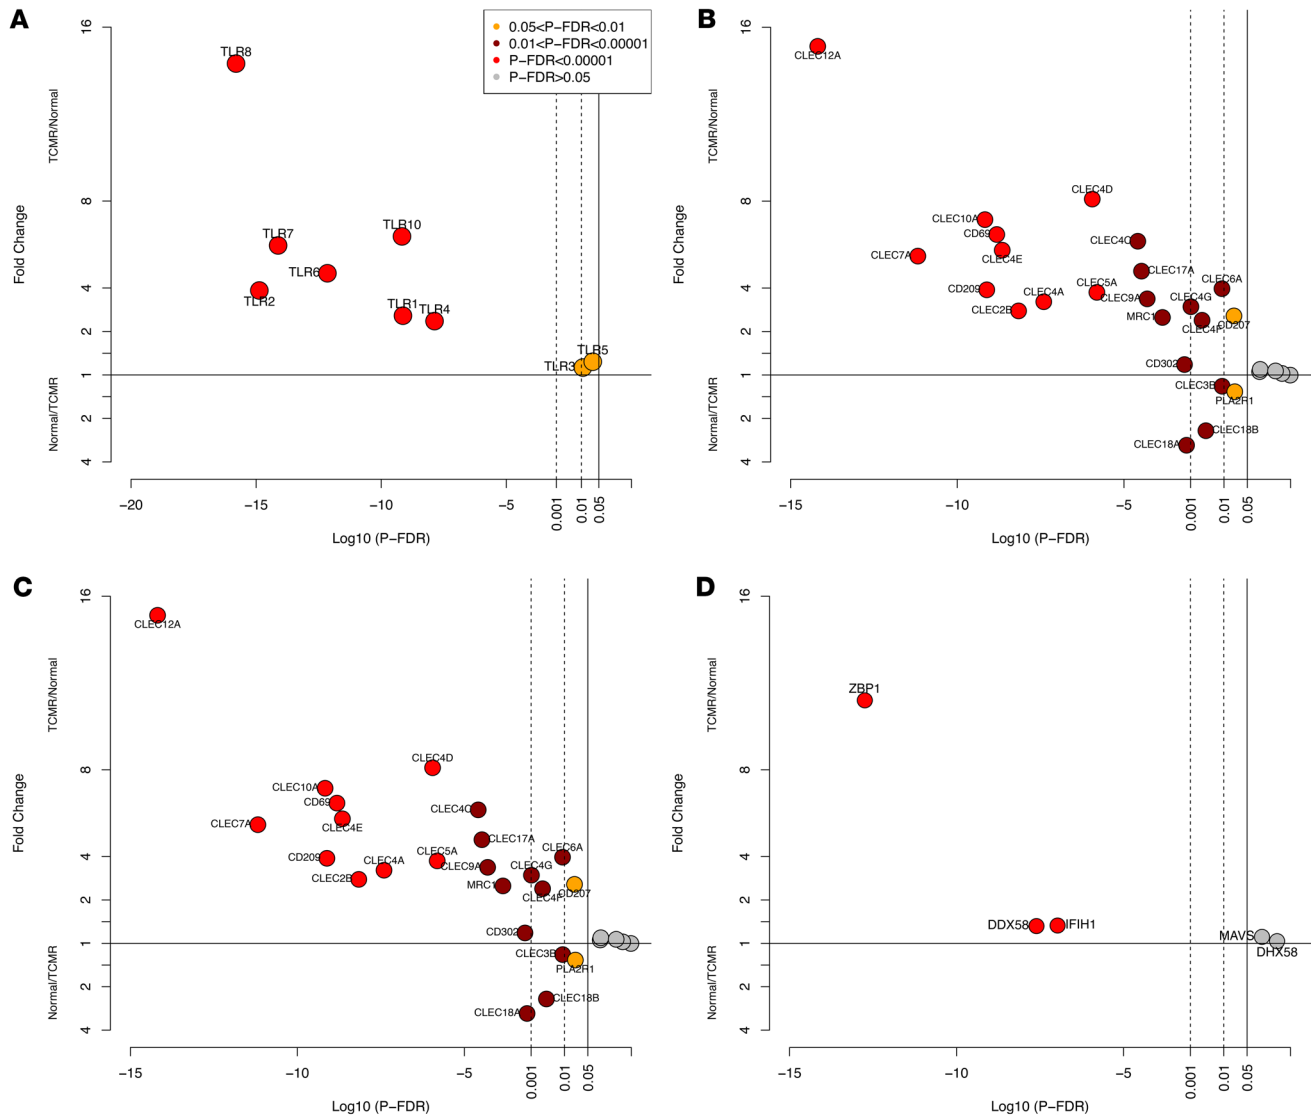 A
16
8
4
2
1
2
4
TCMR/Normal
Fold Change
Normal/TCMR
0.05<P−FDR<0.01
0.01<P−FDR<0.00001
P−FDR<0.00001
P−FDR>0.05
TLR8
TLR7
TLR10
TLR6
TLR2
TLR1
TLR4
TLR5
TLR3
−20
−15
−10
−5
0.001
0.01
0.05
Log10 (P−FDR)
B
16
8
4
2
1
2
4
TCMR/Normal
Fold Change
Normal/TCMR
CLEC12A
CLEC4D
CLEC10A
CD69
CLEC4C
CLEC7A
CLEC4E
CLEC17A
CLEC6A
CD209
CLEC4A
CLEC5A
CLEC9A
CLEC4G
CLEC2B
MRC1
CLEC4F
CD207
CD302
CLEC3B
PLA2R1
CLEC18B
CLEC18A
−15
−10
−5
0.001
0.01
0.05
Log10 (P−FDR)
C
16
8
4
2
1
2
4
TCMR/Normal
Fold Change
Normal/TCMR
CLEC12A
CLEC4D
CLEC10A
CD69
CLEC4C
CLEC7A
CLEC4E
CLEC17A
CLEC6A
CD209
CLEC4A
CLEC5A
CLEC9A
CLEC4G
CLEC2B
MRC1
CLEC4F
CD207
CD302
CLEC3B
PLA2R1
CLEC18B
CLEC18A
−15
−10
−5
0.001
0.01
0.05
Log10 (P−FDR)
D
16
8
4
2
1
2
4
TCMR/Normal
Fold Change
Normal/TCMR
ZBP1
DDX58
IFIH1
MAVS
DHX58
−15
−10
−5
0.001
0.01
0.05
Log10 (P−FDR)